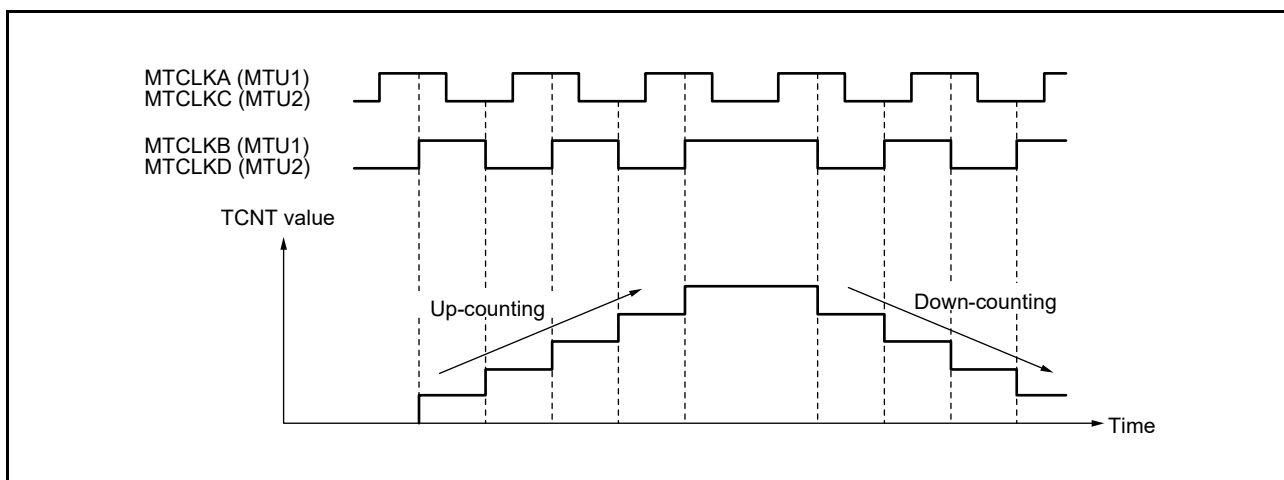 MTCLKA (MTU1)
MTCLKC (MTU2)
MTCLKB (MTU1)
MTCLKD (MTU2)
TCNT value
Up-counting
Down-counting
Time